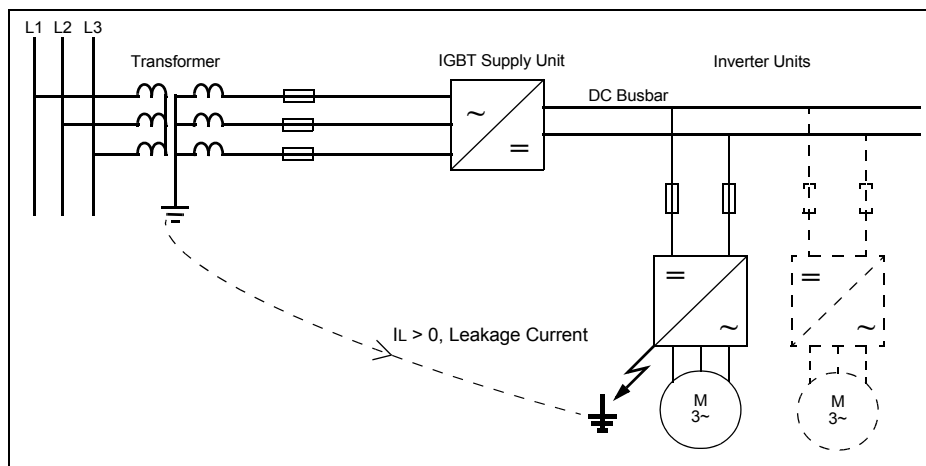 L1 L2 L3
Transformer
IGBT Supply Unit
Inverter Units
DC Busbar
~
=
=
~
=
~
IL > 0, Leakage Current
M
3~
M
3~